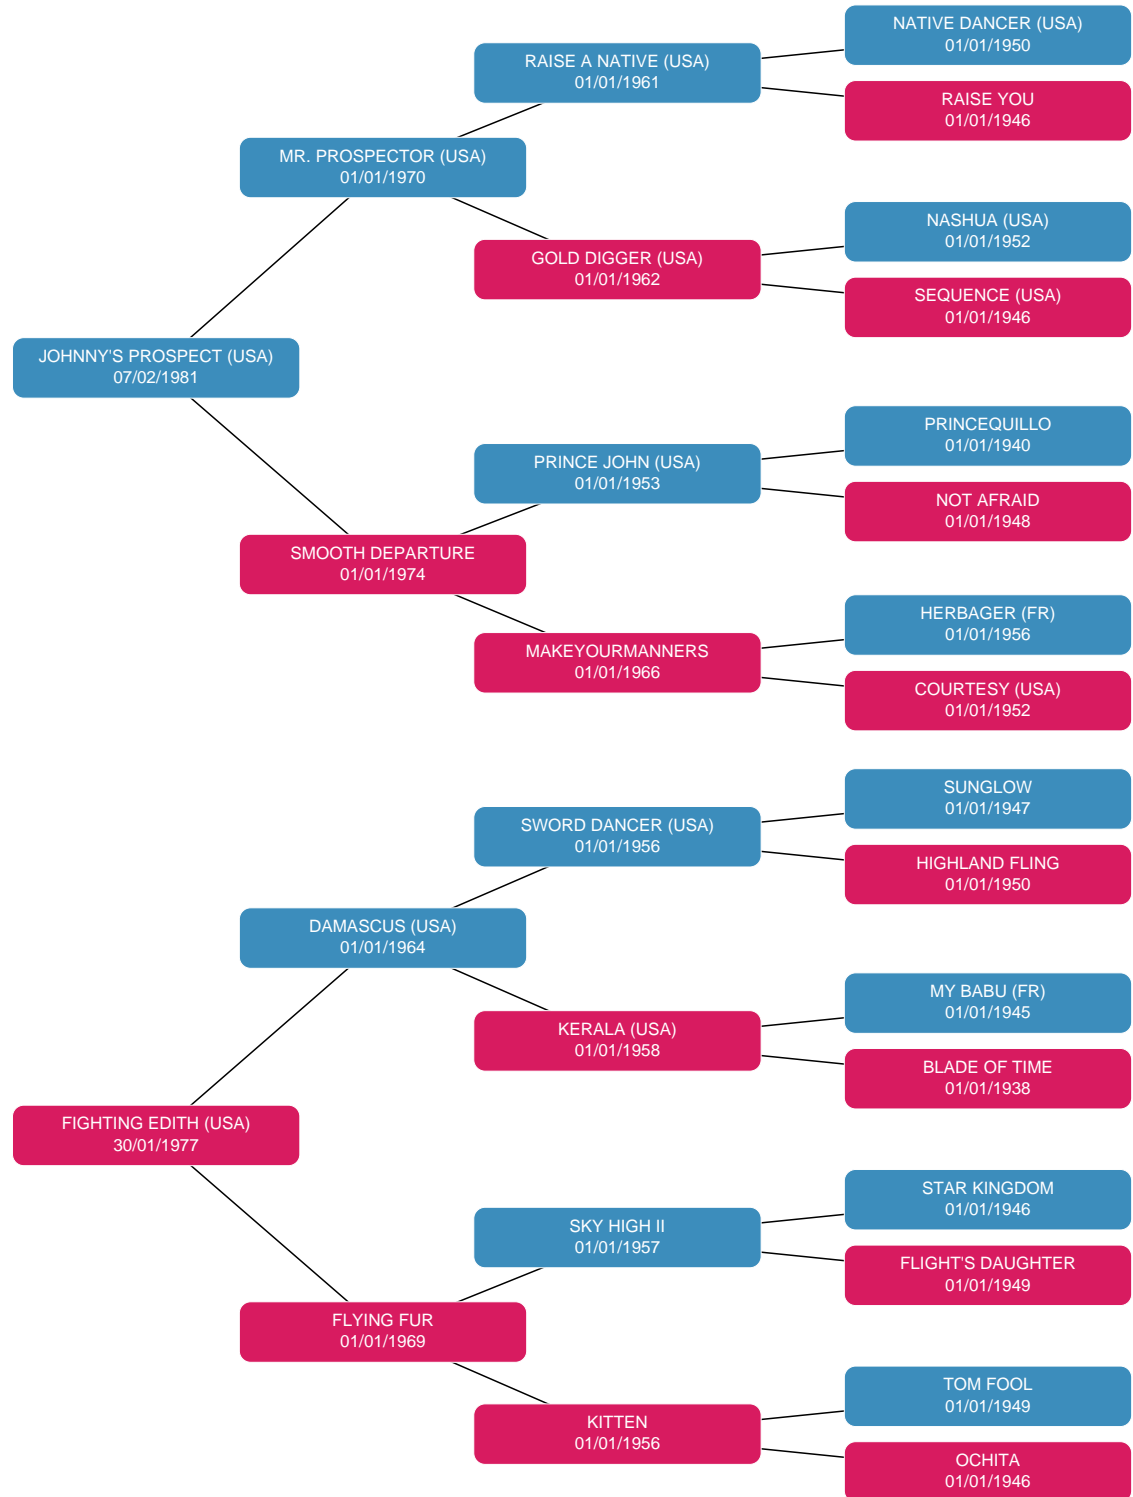 NATIVE DANCER (USA)
01/01/1950
RAISE A NATIVE (USA)
01/01/1961
RAISE YOU
01/01/1946
MR. PROSPECTOR (USA)
01/01/1970
NASHUA (USA)
01/01/1952
GOLD DIGGER (USA)
01/01/1962
SEQUENCE (USA)
01/01/1946
JOHNNY'S PROSPECT (USA)
07/02/1981
PRINCEQUILLO
01/01/1940
PRINCE JOHN (USA)
01/01/1953
NOT AFRAID
01/01/1948
SMOOTH DEPARTURE
01/01/1974
HERBAGER (FR)
01/01/1956
MAKEYOURMANNERS
01/01/1966
COURTESY (USA)
01/01/1952
SUNGLOW
01/01/1947
SWORD DANCER (USA)
01/01/1956
HIGHLAND FLING
01/01/1950
DAMASCUS (USA)
01/01/1964
MY BABU (FR)
01/01/1945
KERALA (USA)
01/01/1958
BLADE OF TIME
01/01/1938
FIGHTING EDITH (USA)
30/01/1977
STAR KINGDOM
01/01/1946
SKY HIGH II
01/01/1957
FLIGHT'S DAUGHTER
01/01/1949
FLYING FUR
01/01/1969
TOM FOOL
01/01/1949
KITTEN
01/01/1956
OCHITA
01/01/1946